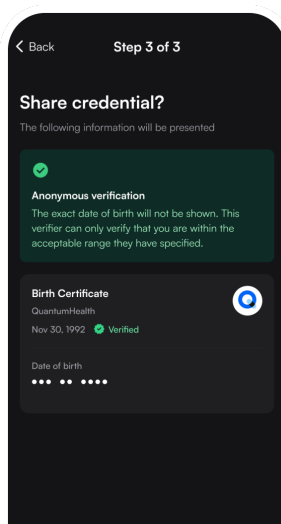 Back
Step 3 of 3
Share credential?
The following information will be presented
Anonymous verification
The exact date of birth will not be shown. This
verifier can only verify that you are within the
acceptable range they have specified.
Birth Certificate
QuantumHealth
Nov 30, 1992 Verified
Date of birth
••• •• ••••